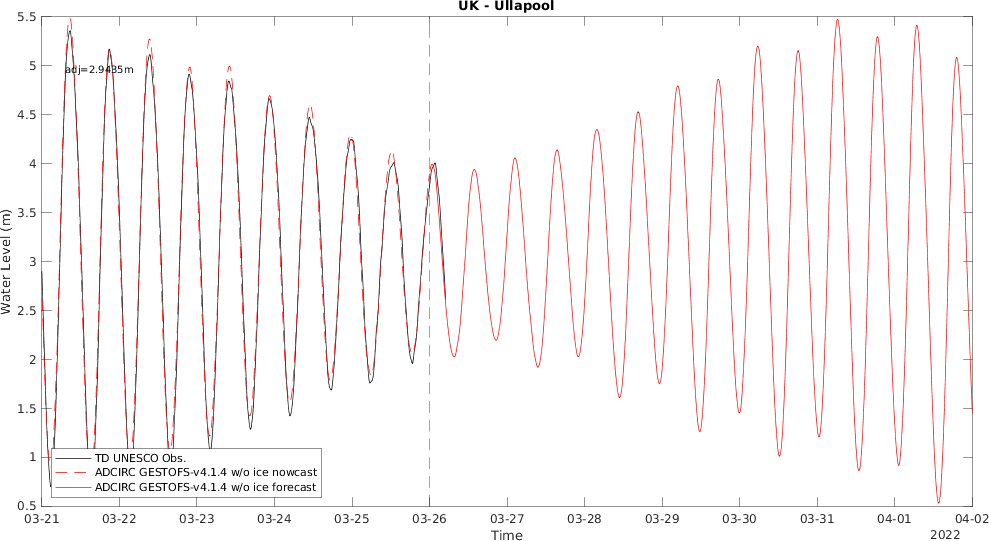 UK - Ullapool
5.5
5
4.5
4
3.5
3
2.5
2
1.5
1
0.5
Water Level (m)
adj=2.9435m
TD UNESCO Obs.
ADCIRC GESTOFS-v4.1.4 w/o ice nowcast
ADCIRC GESTOFS-v4.1.4 w/o ice forecast
03-21 03-22 03-23 03-24 03-25 03-26 03-27 03-28 03-29 03-30 03-31 04-01 04-02
Time
2022